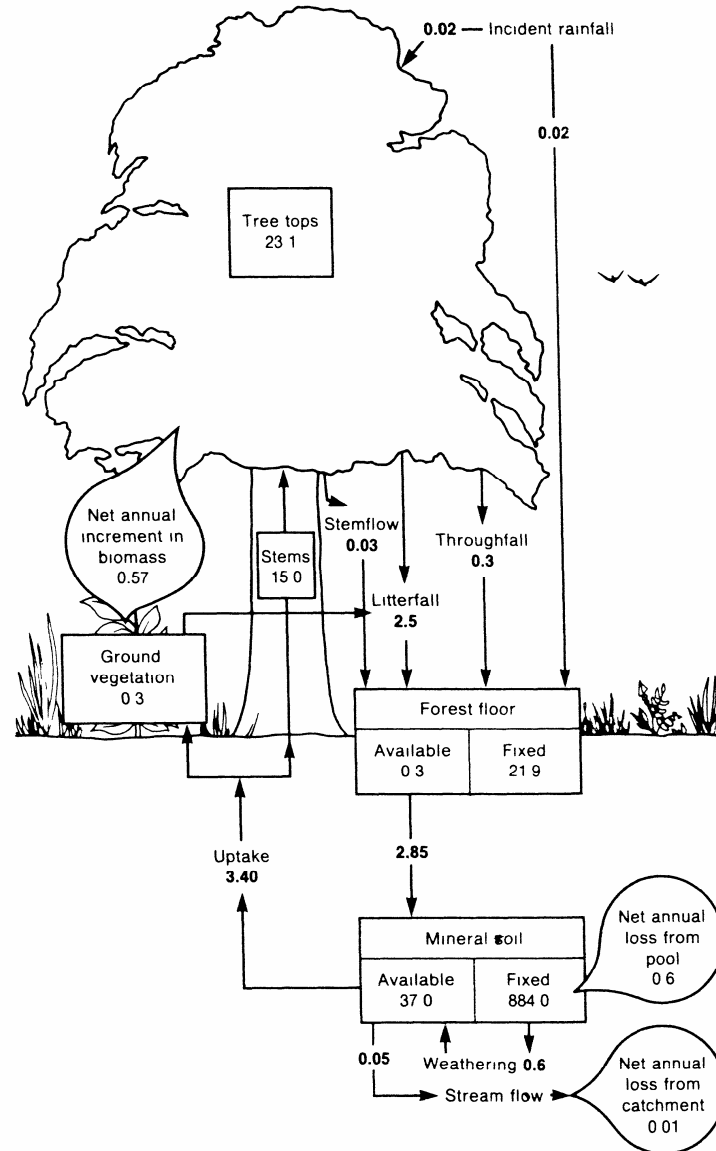 0.02 — Incident rainfall
0.02
Tree tops
23 1
Net annual
increment in
biomass
0.57
Stemflow
0.03
Throughfall
0.3
Stems
15 0
Litterfall
2.5
Ground
vegetation
0 3
Forest floor
Available
0 3
Fixed
21 9
2.85
Uptake
3.40
Mineral soil
Available
37 0
Fixed
884 0
Net annual
loss from
pool
0 6
0.05
Weathering 0.6
Stream flow
Net annual
loss from
catchment
0 01